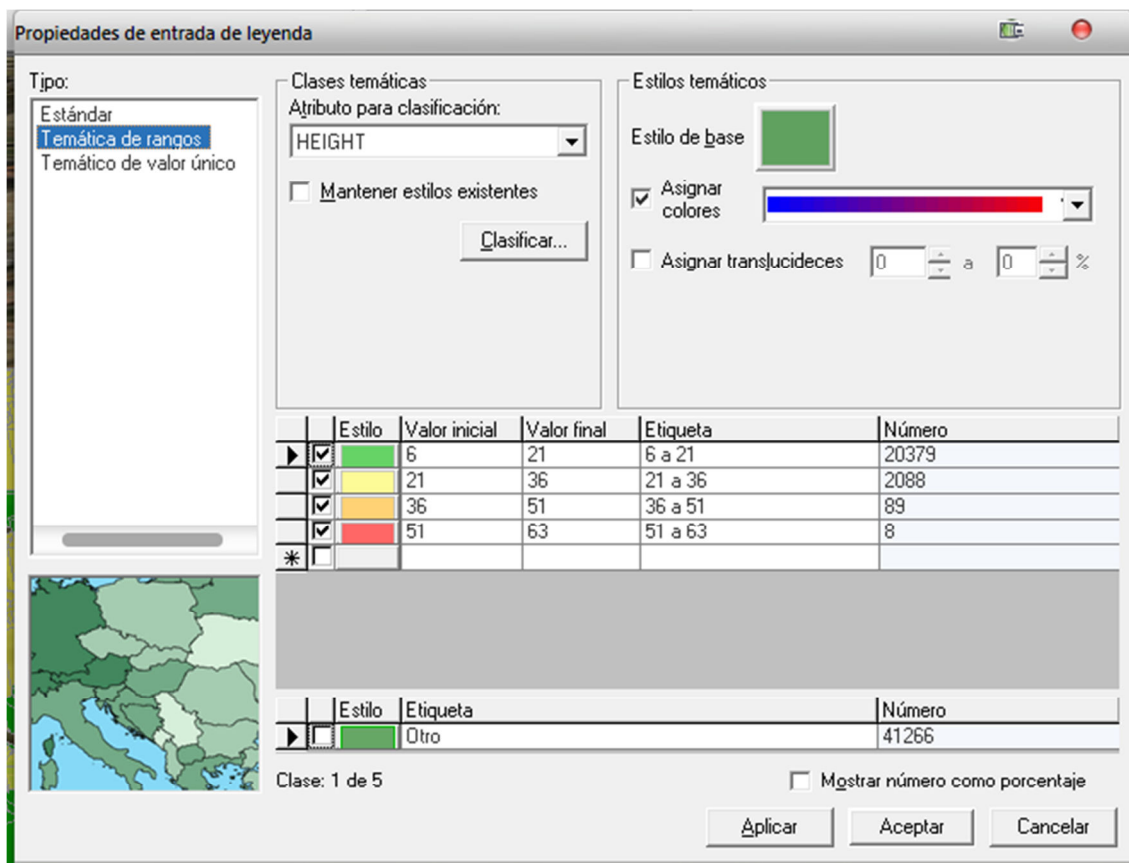 Propiedades de entrada de leyenda
Tipo:
Estándar
Temática de rangos
Temático de valor único
Clases temáticas
Atributo para clasificación:
HEIGHT
Mantener estilos existentes
Clasificar...
Estilos temáticos
Estilo de base
Asignar
colores
Asignar translucideces 0 a 0 %
Estilo Valor inicial Valor final Etiqueta Número
6 21 6 a 21 20379
21 36 21 a 36 2088
36 51 36 a 51 89
51 63 51 a 63 8
Estilo Etiqueta Número
Otro 41266
Clase: 1 de 5
Mostrar número como porcentaje
Aplicar Aceptar Cancelar